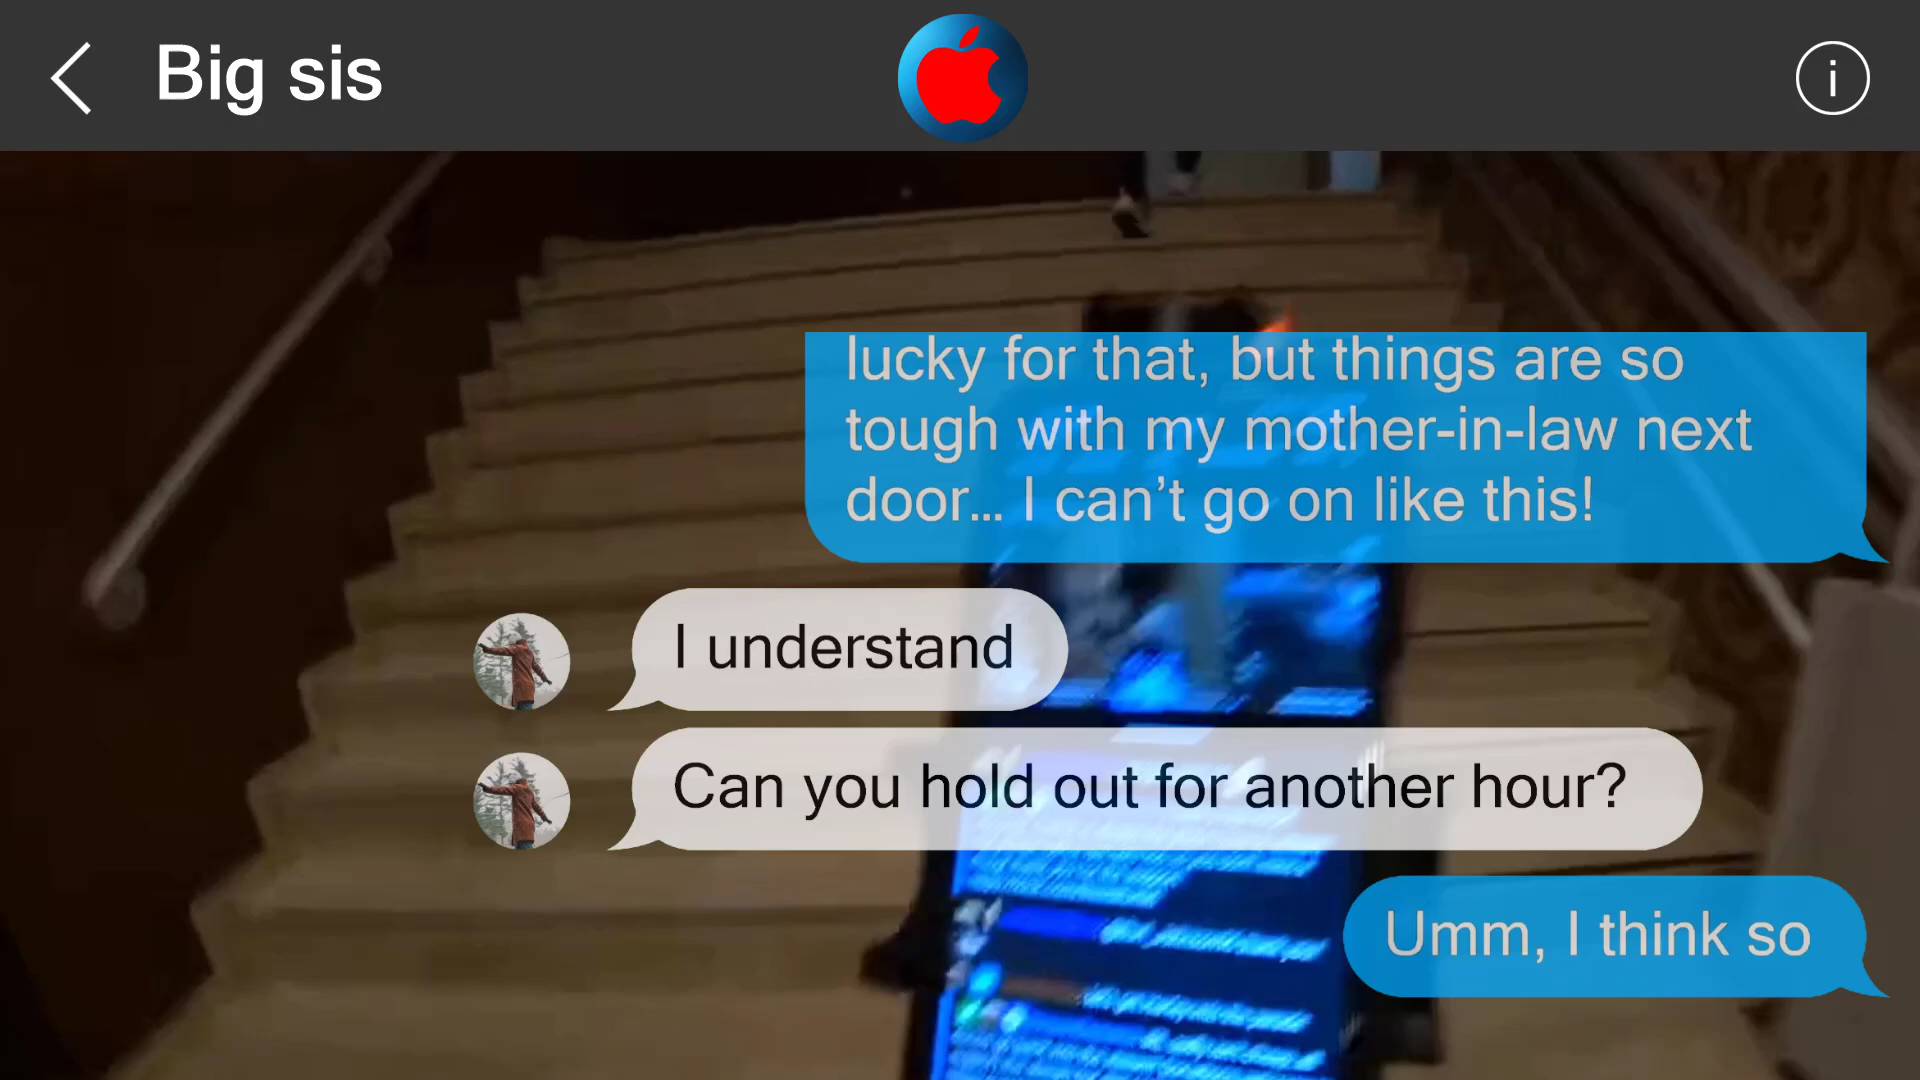 Big sis
i
lucky for that, but things are so
tough with my mother-in-law next
door... I can’t go on like this!
I understand
Can you hold out for another hour?
Umm, I think so